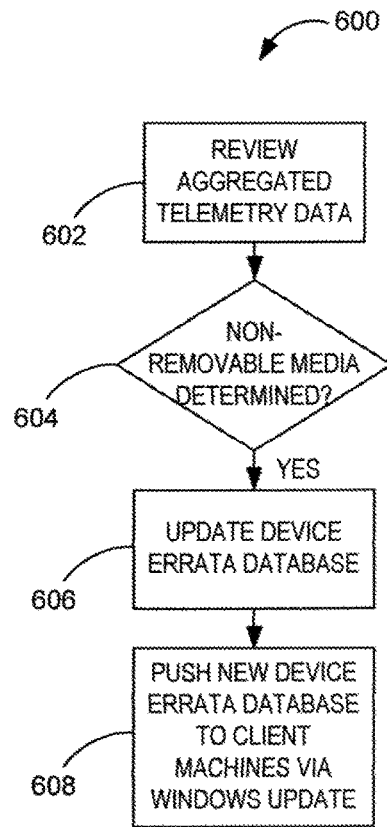 600
REVIEW
AGGREGATED
TELEMETRY DATA
602
NON-
REMOVABLE MEDIA
DETERMINED?
604
YES
UPDATE DEVICE
ERRATA DATABASE
606
PUSH NEW DEVICE
ERRATA DATABASE
TO CLIENT
MACHINES VIA
WINDOWS UPDATE
608